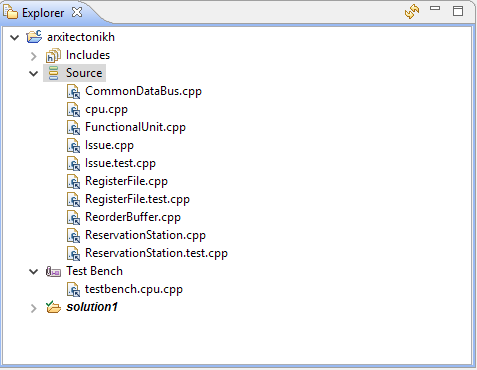 Explorer
arxitectonikh
Includes
Source
CommonDataBus.cpp
cpu.cpp
FunctionalUnit.cpp
Issue.cpp
Issue.test.cpp
RegisterFile.cpp
RegisterFile.test.cpp
ReorderBuffer.cpp
ReservationStation.cpp
ReservationStation.test.cpp
Test Bench
testbench.cpu.cpp
solution1